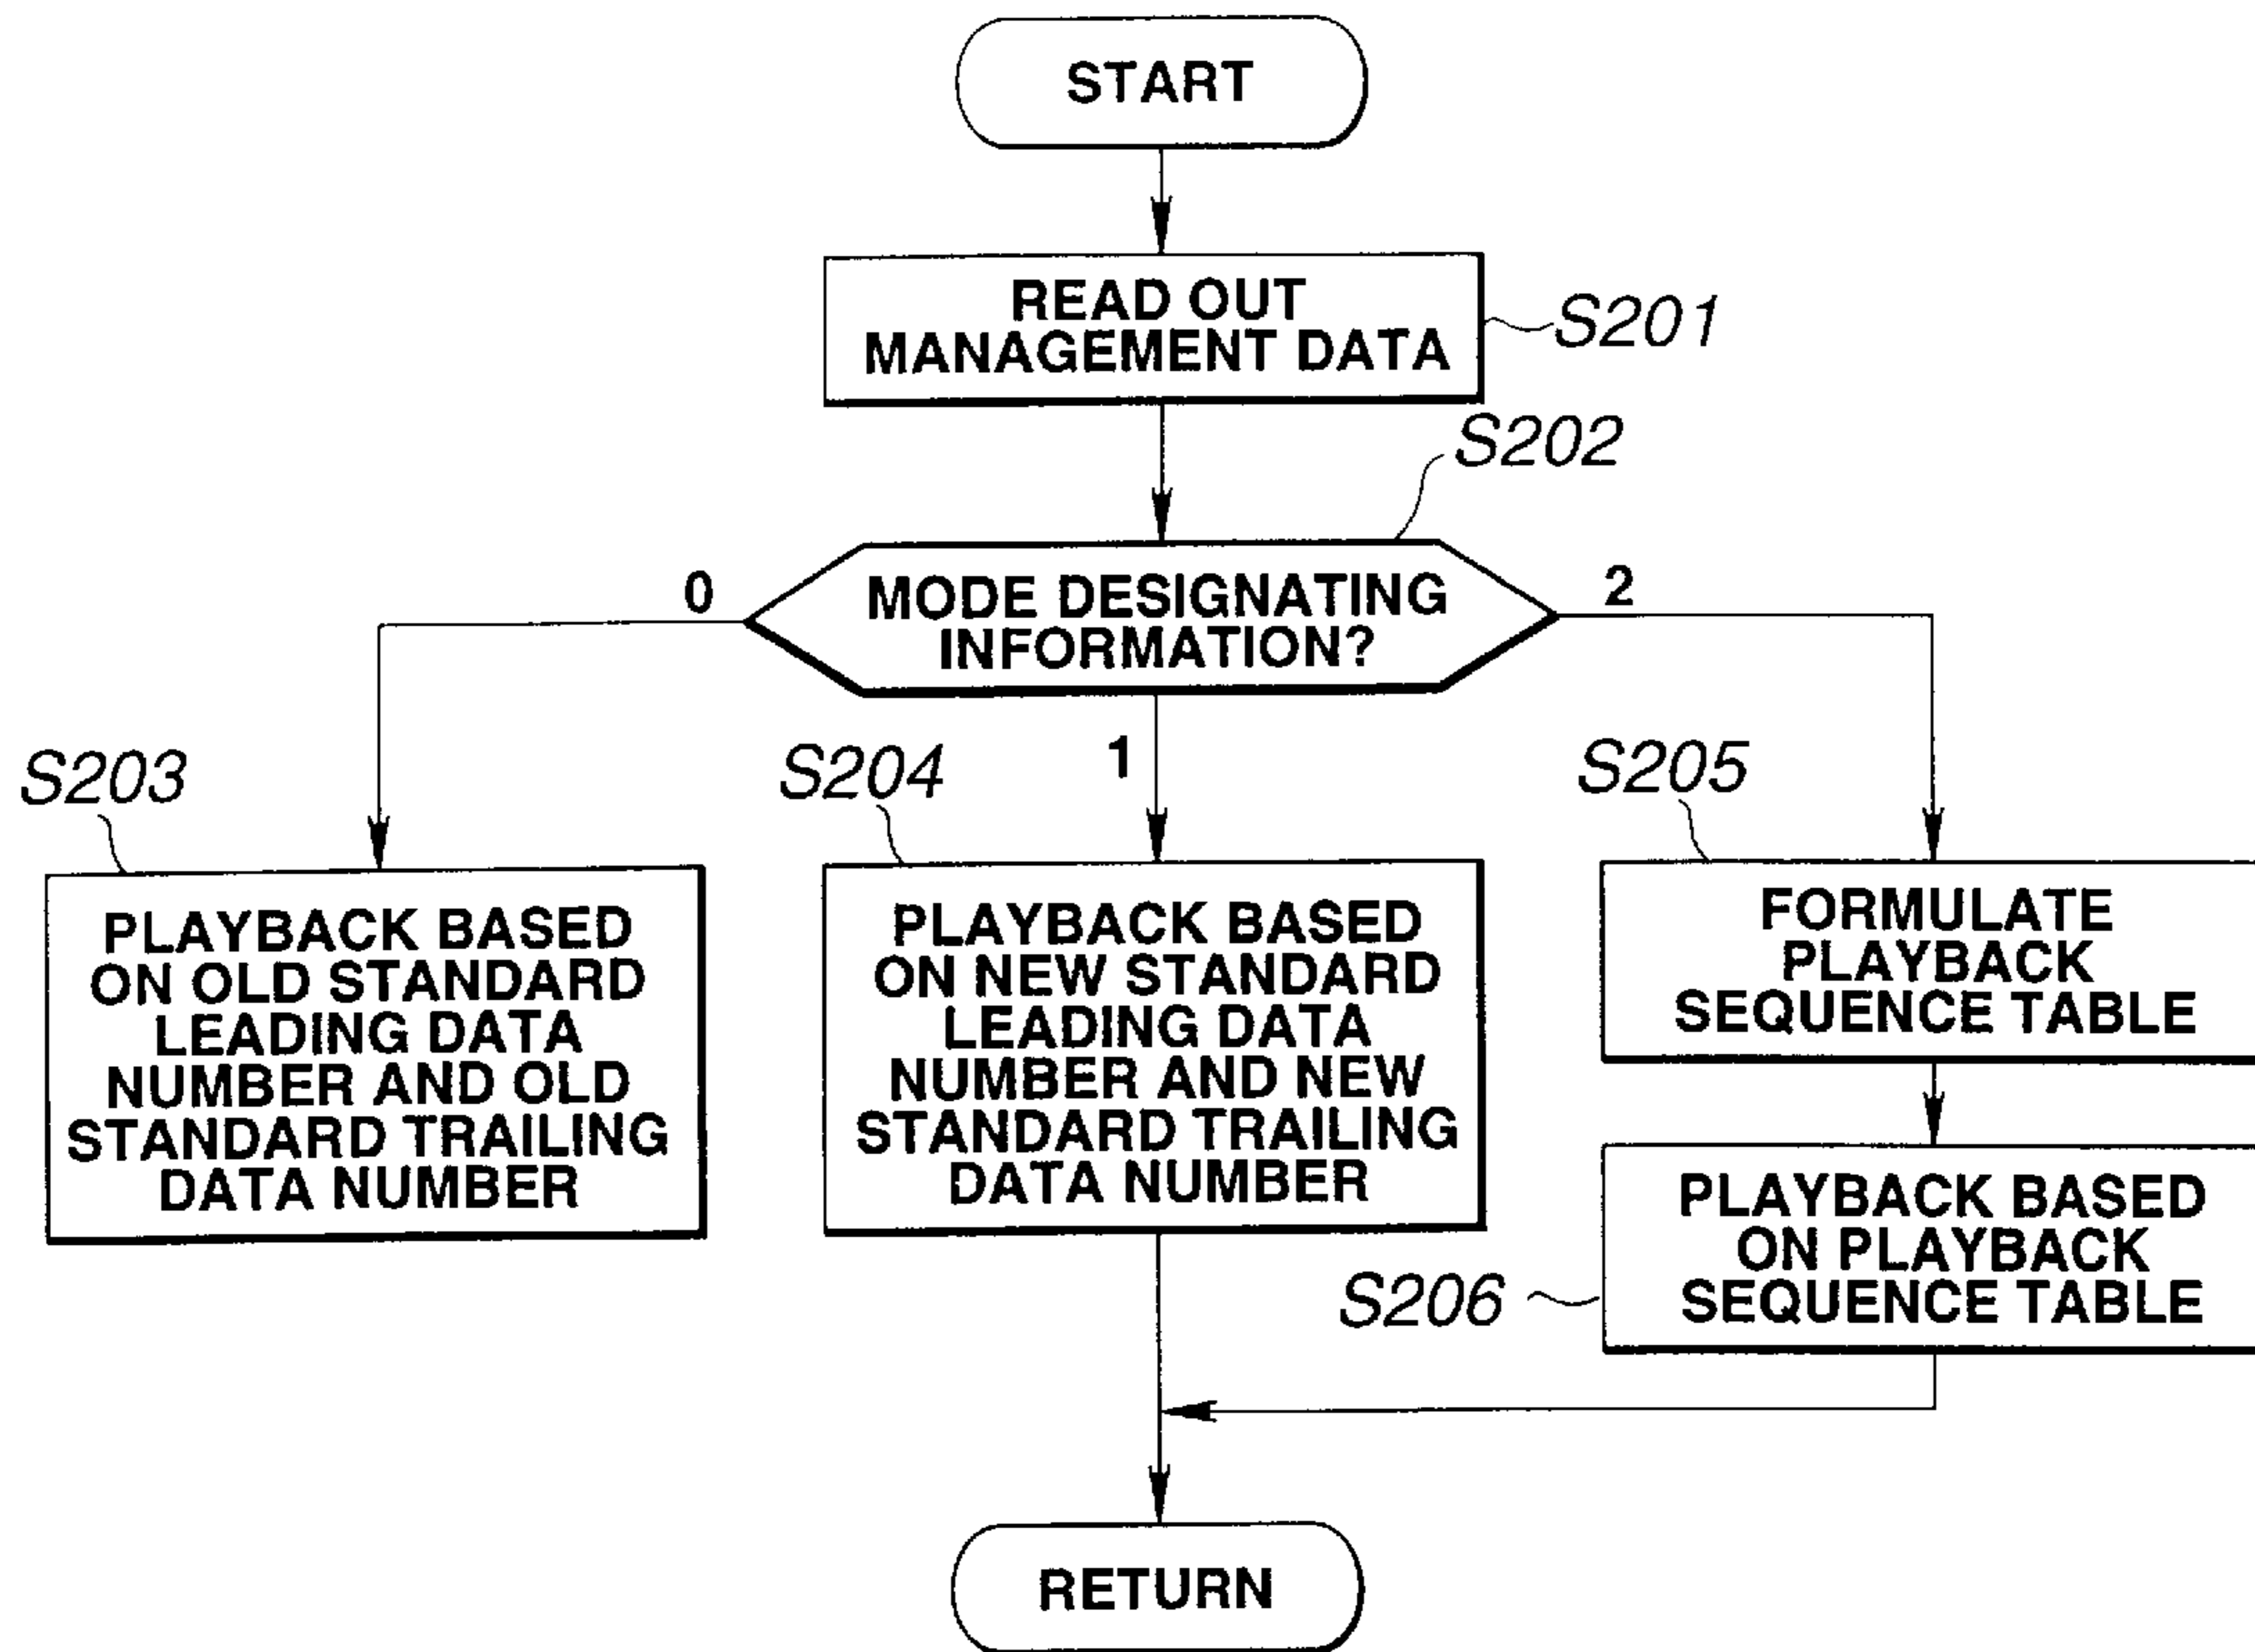 START
READ OUT
MANAGEMENT DATA
S201
S202
0
MODE DESIGNATING
INFORMATION?
2
1
S203
PLAYBACK BASED
ON OLD STANDARD
LEADING DATA
NUMBER AND OLD
STANDARD TRAILING
DATA NUMBER
S204
PLAYBACK BASED
ON NEW STANDARD
LEADING DATA
NUMBER AND NEW
STANDARD TRAILING
DATA NUMBER
S205
FORMULATE
PLAYBACK
SEQUENCE TABLE
S206
PLAYBACK BASED
ON PLAYBACK
SEQUENCE TABLE
RETURN